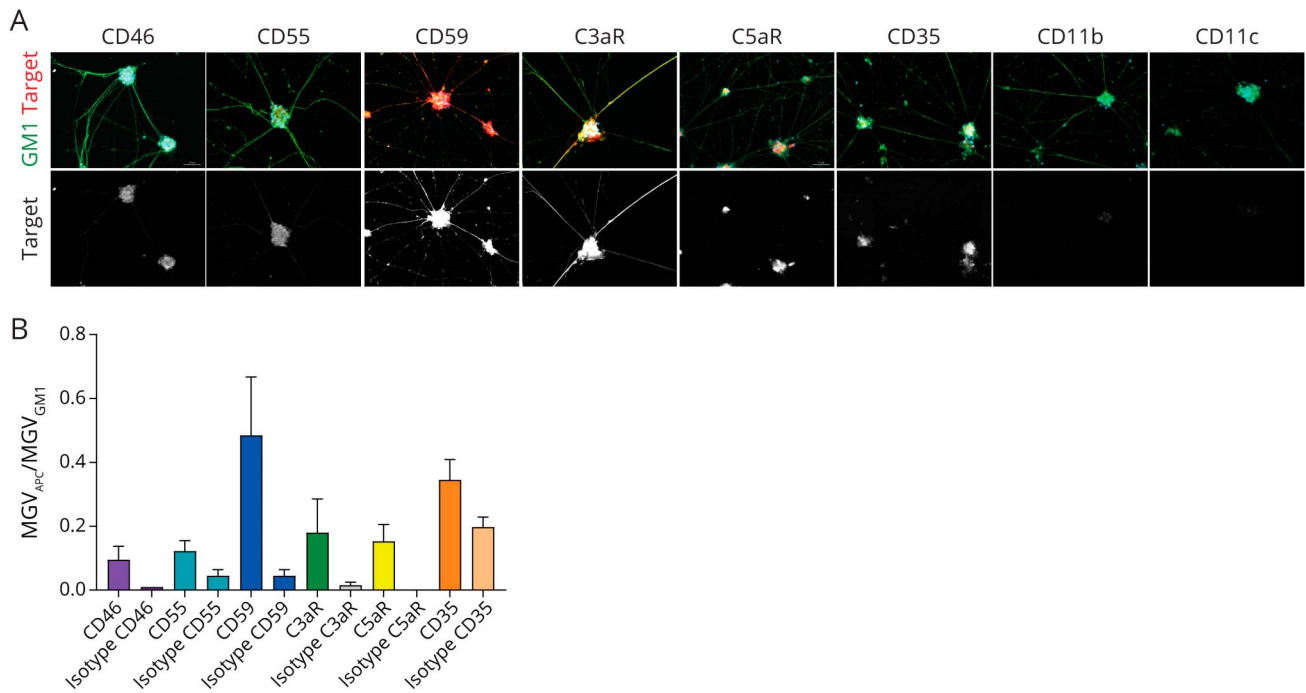 A
CD46 CD55 CD59 C3aR C5aR CD35 CD11b CD11c
GM1 Target
Target
B
MGVAPC/MGVGM1
0.8
0.6
0.4
0.2
0.0
CD46
Isotype CD46
CD55
Isotype CD55
CD59
Isotype CD59
C3aR
Isotype C3aR
C5aR
Isotype C5aR
CD35
Isotype CD35